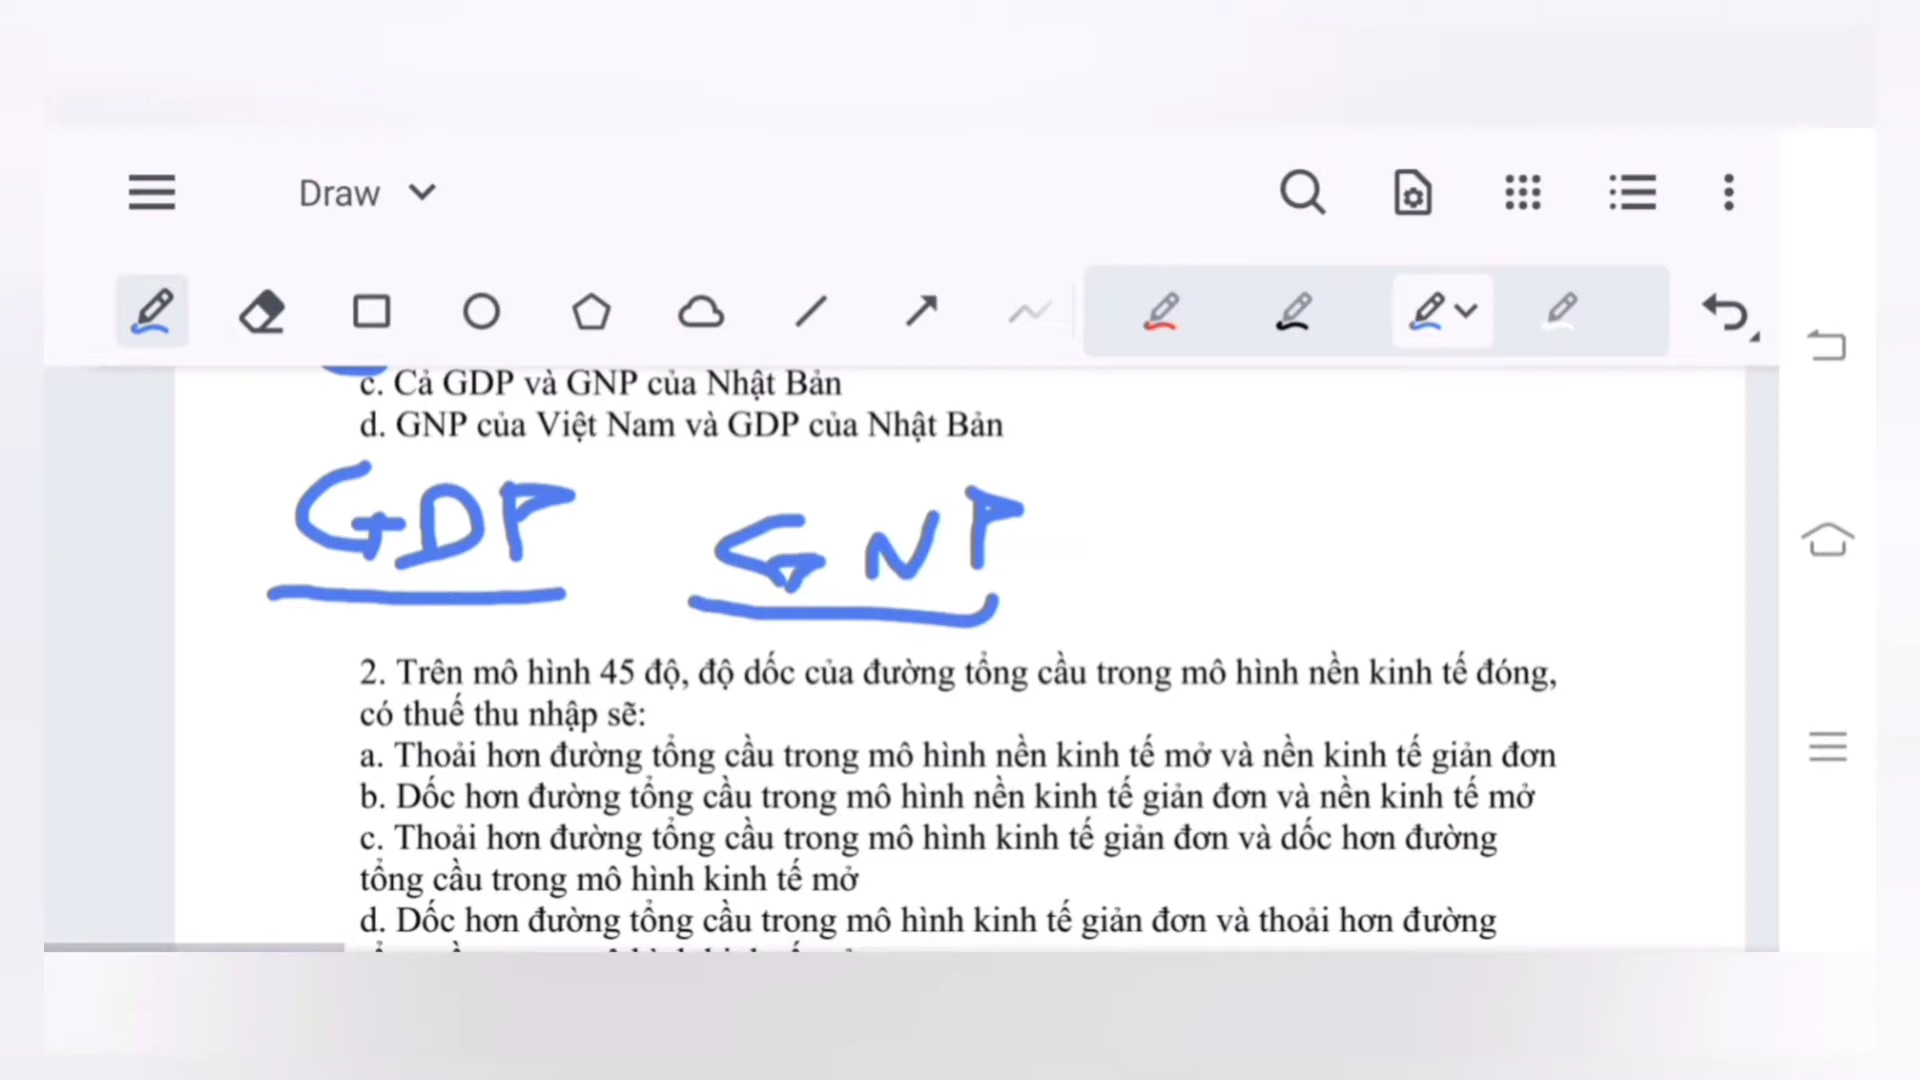 Draw
c. Cả GDP và GNP của Nhật Bản
d. GNP của Việt Nam và GDP của Nhật Bản
GDP GNP
2. Trên mô hình 45 độ, độ dốc của đường tổng cầu trong mô hình nền kinh tế đóng,
có thuế thu nhập sẽ:
a. Thoải hơn đường tổng cầu trong mô hình nền kinh tế mở và nền kinh tế giản đơn
b. Dốc hơn đường tổng cầu trong mô hình nền kinh tế giản đơn và nền kinh tế mở
c. Thoải hơn đường tổng cầu trong mô hình kinh tế giản đơn và dốc hơn đường
tổng cầu trong mô hình kinh tế mở
d. Dốc hơn đường tổng cầu trong mô hình kinh tế giản đơn và thoải hơn đường